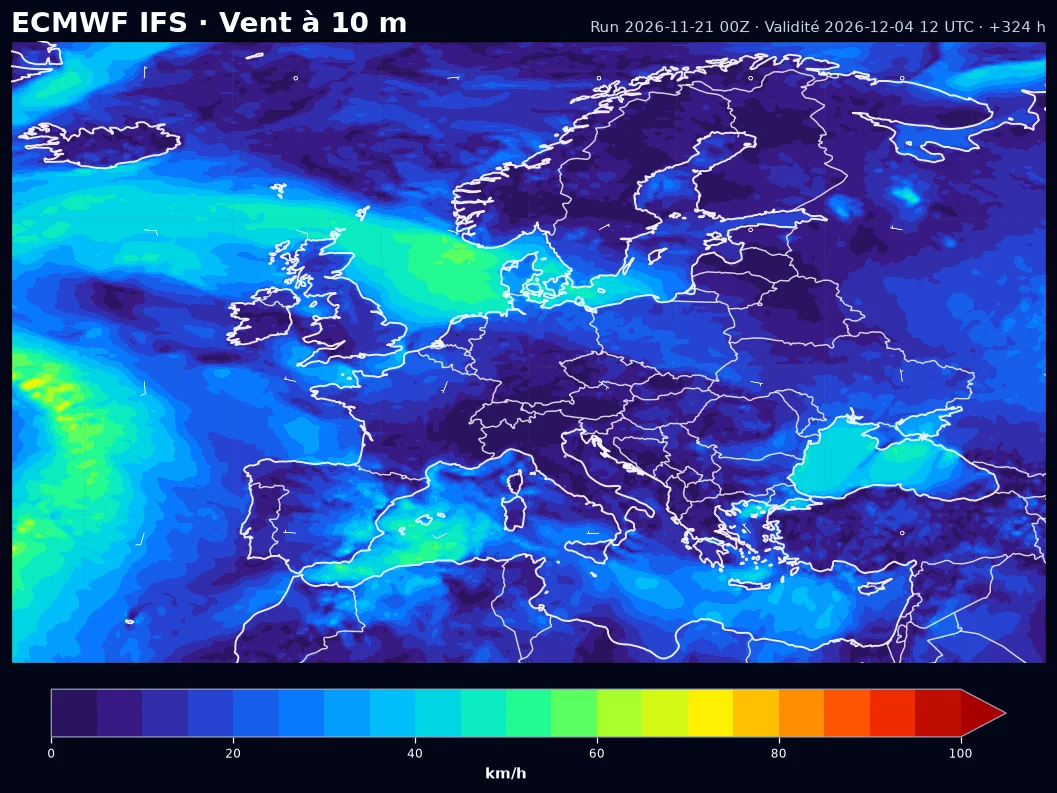 ECMWF IFS · Vent à 10 m
Run 2026-11-21 00Z · Validité 2026-12-04 12 UTC · +324 h
0 20 40 60 80 100
km/h